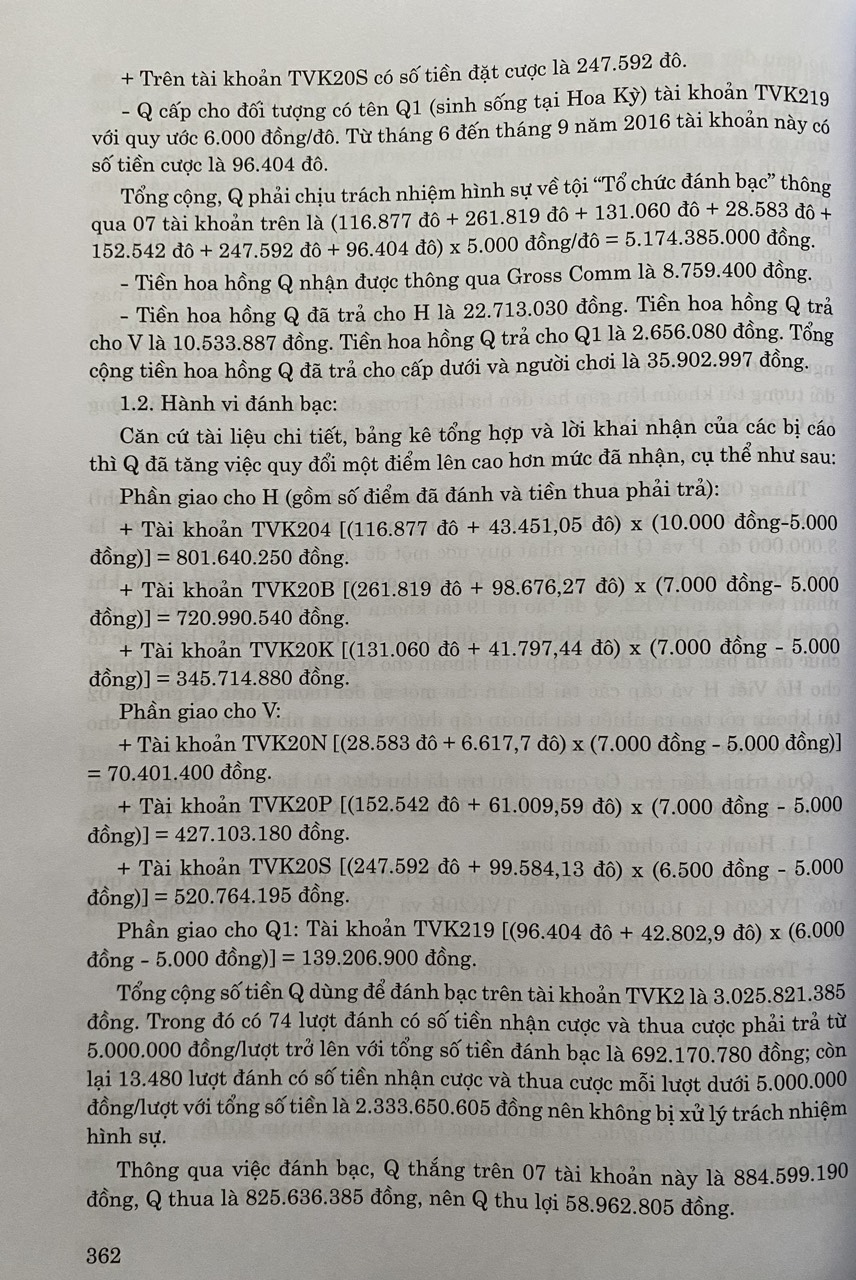 + Trên tài khoản TVK20S có số tiền đặt cược là 247.592 đô.
- Q cấp cho đối tượng có tên Q1 (sinh sống tại Hoa Kỳ) tài khoản TVK219
với quy ước 6.000 đồng/đô. Từ tháng 6 đến tháng 9 năm 2016 tài khoản này có
số tiền cược là 96.404 đô.
Tổng cộng, Q phải chịu trách nhiệm hình sự về tội “Tổ chức đánh bạc” thông
qua 07 tài khoản trên là (116.877 đô + 261.819 đô + 131.060 đô + 28.583 đô +
152.542 đô + 247.592 đô + 96.404 đô) x 5.000 đồng/đô = 5.174.385.000 đồng.
- Tiền hoa hồng Q nhận được thông qua Gross Comm là 8.759.400 đồng.
- Tiền hoa hồng Q đã trả cho H là 22.713.030 đồng. Tiền hoa hồng Q trả
cho V là 10.533.887 đồng. Tiền hoa hồng Q trả cho Q1 là 2.656.080 đồng. Tổng
cộng tiền hoa hồng Q đã trả cho cấp dưới và người chơi là 35.902.997 đồng.
1.2. Hành vi đánh bạc:
Căn cứ tài liệu chi tiết, bảng kê tổng hợp và lời khai nhận của các bị cáo
thì Q đã tăng việc quy đổi một điểm lên cao hơn mức đã nhận, cụ thể như sau:
Phần giao cho H (gồm số điểm đã đánh và tiền thua phải trả):
+ Tài khoản TVK204 [(116.877 đô + 43.451,05 đô) x (10.000 đồng-5.000
đồng)] = 801.640.250 đồng.
+ Tài khoản TVK20B [(261.819 đô + 98.676,27 đô) x (7.000 đồng- 5.000
đồng)] = 720.990.540 đồng.
+ Tài khoản TVK20K [(131.060 đô + 41.797,44 đô) x (7.000 đồng - 5.000
đồng)] = 345.714.880 đồng.
Phần giao cho V:
+ Tài khoản TVK20N [(28.583 đô + 6.617,7 đô) x (7.000 đồng - 5.000 đồng)]
= 70.401.400 đồng.
+ Tài khoản TVK20P [(152.542 đô + 61.009,59 đô) x (7.000 đồng - 5.000
đồng)] = 427.103.180 đồng.
+ Tài khoản TVK20S [(247.592 đô + 99.584,13 đô) x (6.500 đồng - 5.000
đồng)] = 520.764.195 đồng.
Phần giao cho Q1: Tài khoản TVK219 [(96.404 đô + 42.802,9 đô) x (6.000
đồng - 5.000 đồng)] = 139.206.900 đồng.
Tổng cộng số tiền Q dùng để đánh bạc trên tài khoản TVK2 là 3.025.821.385
đồng. Trong đó có 74 lượt đánh có số tiền nhận cược và thua cược phải trả từ
5.000.000 đồng/lượt trở lên với tổng số tiền đánh bạc là 692.170.780 đồng; còn
lại 13.480 lượt đánh có số tiền nhận cược và thua cược mỗi lượt dưới 5.000.000
đồng/lượt với tổng số tiền là 2.333.650.605 đồng nên không bị xử lý trách nhiệm
hình sự.
Thông qua việc đánh bạc, Q thắng trên 07 tài khoản này là 884.599.190
đồng, Q thua là 825.636.385 đồng, nên Q thu lợi 58.962.805 đồng.
362